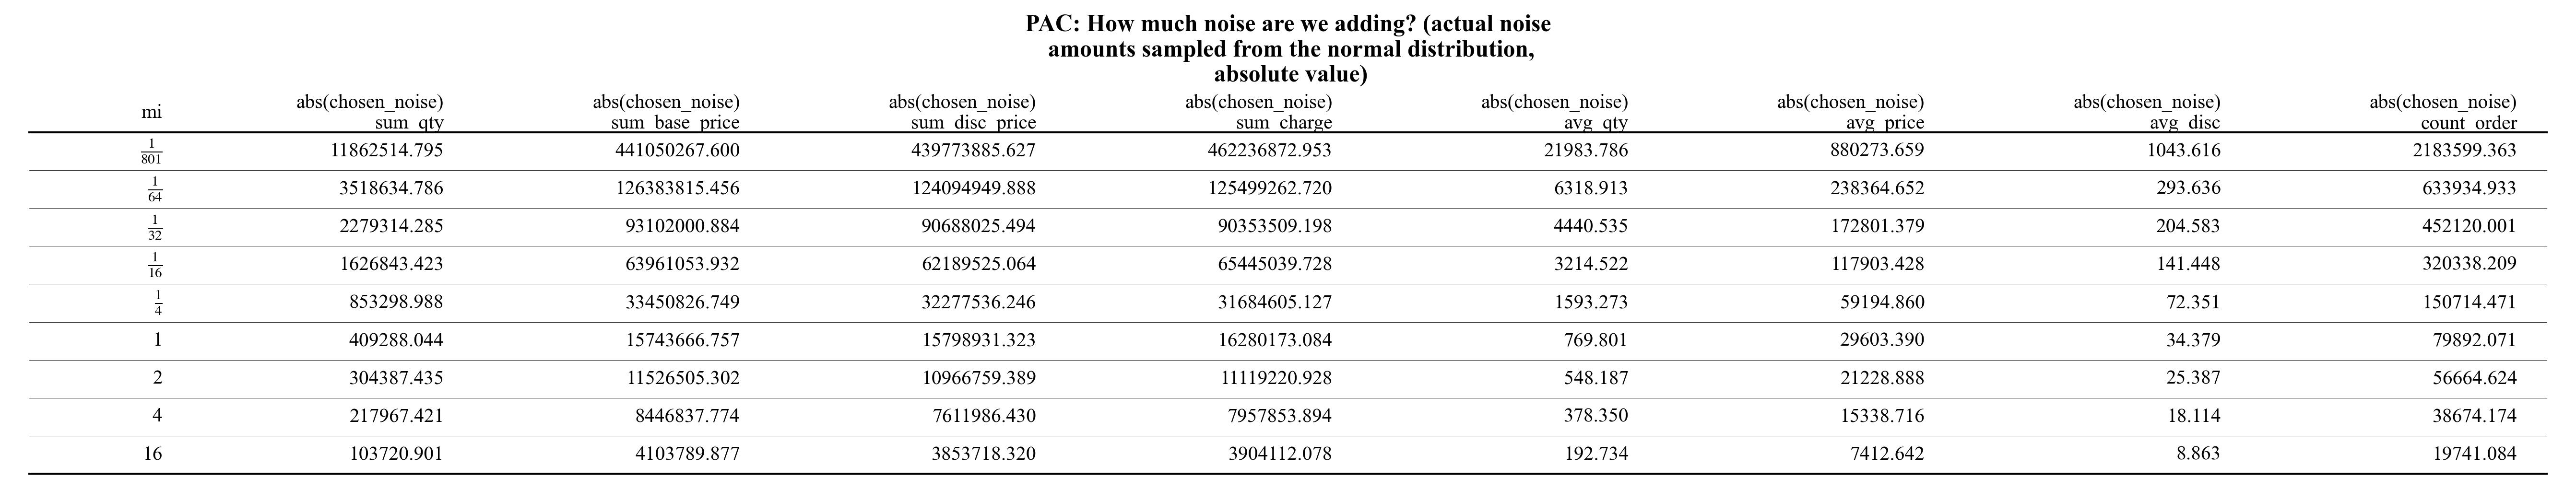 PAC: How much noise are we adding? (actual noise
amounts sampled from the normal distribution,
absolute value)
mi abs(chosen_noise) sum_qty abs(chosen_noise) sum_base_price abs(chosen_noise) sum_disc_price abs(chosen_noise) sum_charge abs(chosen_noise) avg_qty abs(chosen_noise) avg_price abs(chosen_noise) avg_disc abs(chosen_noise) count_order
1/801 11862514.795 441050267.600 439773885.627 462236872.953 21983.786 880273.659 1043.616 2183599.363
1/64 3518634.786 126383815.456 124094949.888 125499262.720 6318.913 238364.652 293.636 633934.933
1/32 2279314.285 93102000.884 90688025.494 90353509.198 4440.535 172801.379 204.583 452120.001
1/16 1626843.423 63961053.932 62189525.064 65445039.728 3214.522 117903.428 141.448 320338.209
1/4 853298.988 33450826.749 32277536.246 31684605.127 1593.273 59194.860 72.351 150714.471
1 409288.044 15743666.757 15798931.323 16280173.084 769.801 29603.390 34.379 79892.071
2 304387.435 11526505.302 10966759.389 11119220.928 548.187 21228.888 25.387 56664.624
4 217967.421 8446837.774 7611986.430 7957853.894 378.350 15338.716 18.114 38674.174
16 103720.901 4103789.877 3853718.320 3904112.078 192.734 7412.642 8.863 19741.084